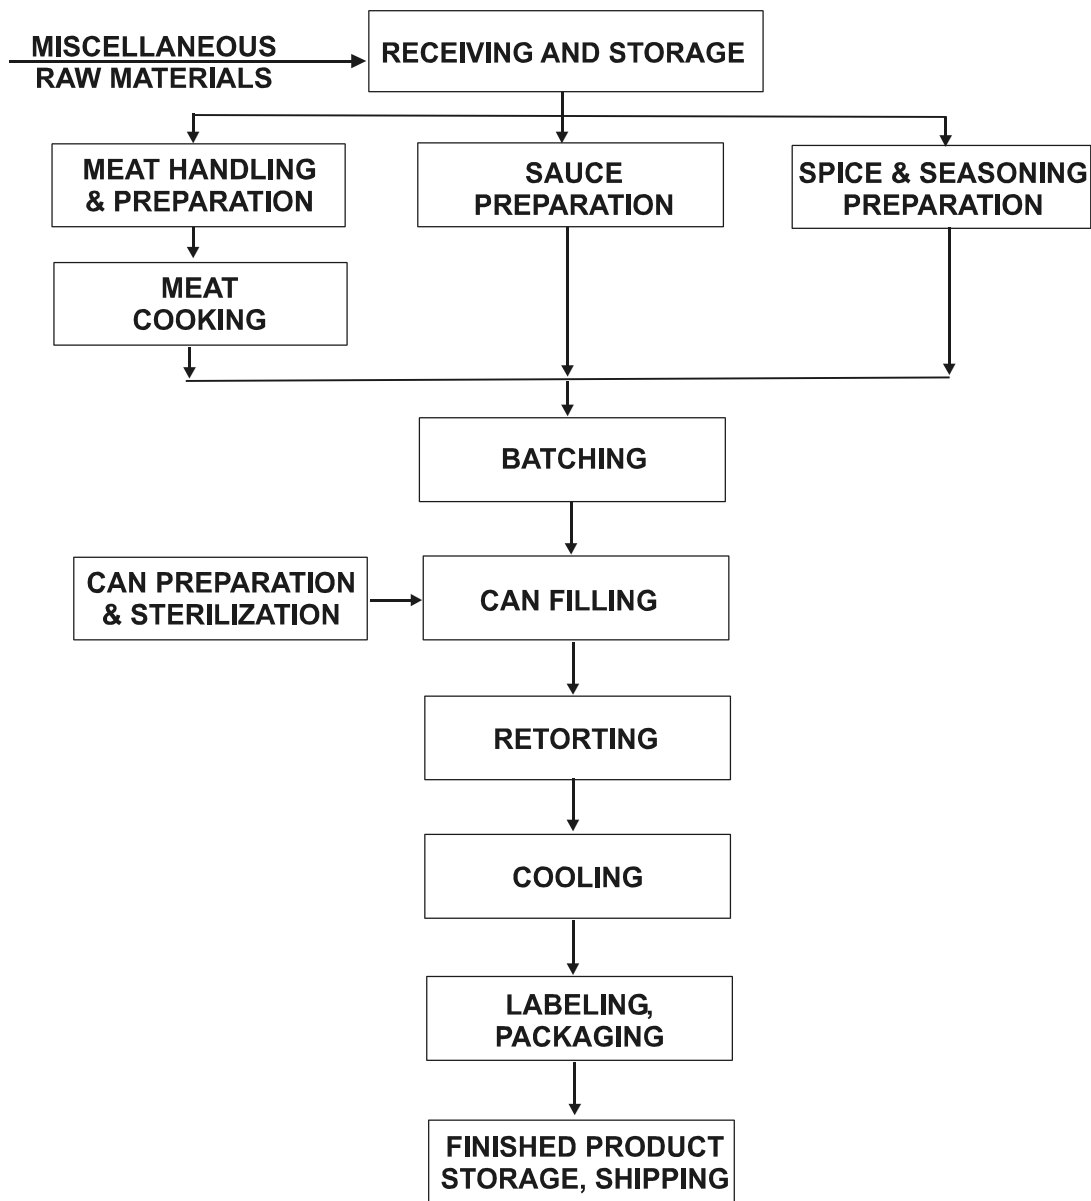 MISCELLANEOUS
RAW MATERIALS
RECEIVING AND STORAGE
MEAT HANDLING
& PREPARATION
SAUCE
PREPARATION
SPICE & SEASONING
PREPARATION
MEAT
COOKING
BATCHING
CAN PREPARATION
& STERILIZATION
CAN FILLING
RETORTING
COOLING
LABELING,
PACKAGING
FINISHED PRODUCT
STORAGE, SHIPPING